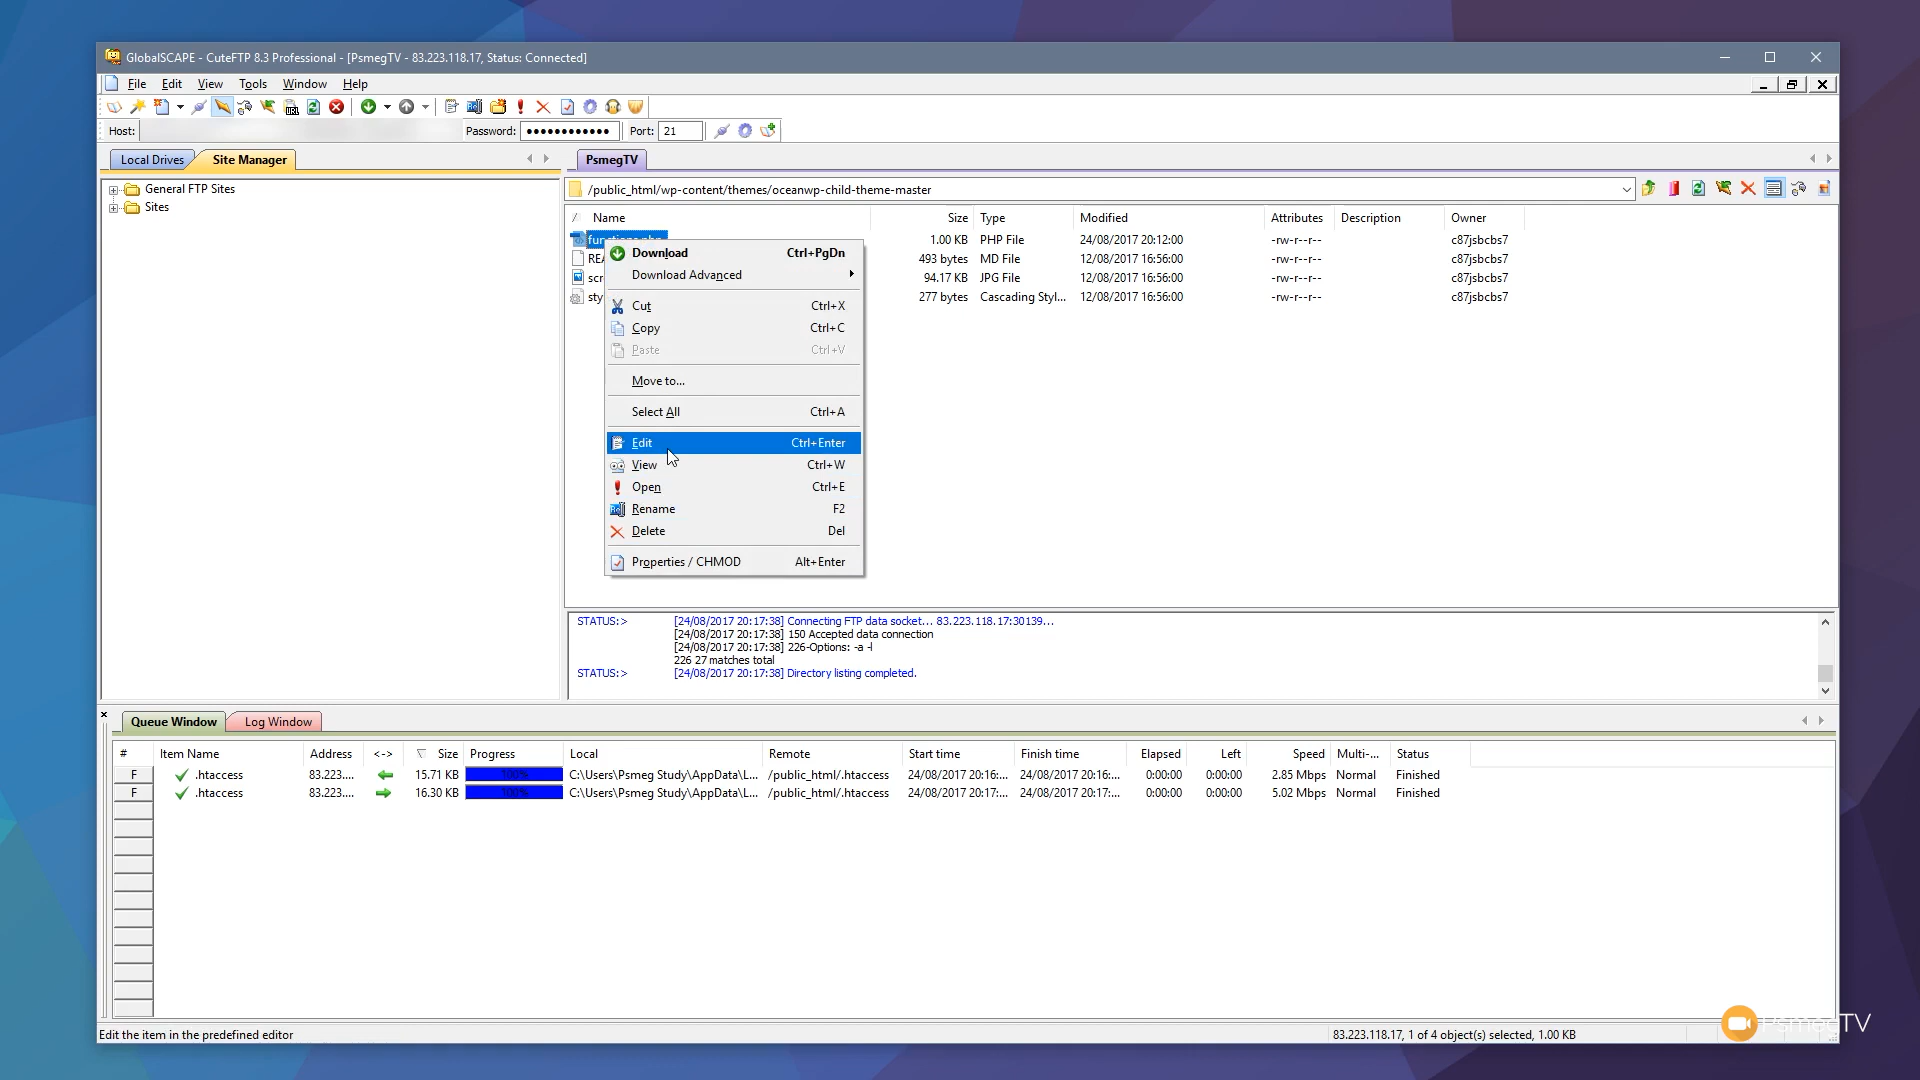 GlobalSCAPE - CuteFTP 8.3 Professional - [PsmegTV - 83.223.118.17, Status: Connected]
File Edit View Tools Window Help
Host: Password: ●●●●●●●●●●●● Port: 21
Local Drives Site Manager PsmegTV
General FTP Sites
Sites
/public_html/wp-content/themes/oceanwp-child-theme-master
/ Name Size Type Modified Attributes Description Owner
1.00 KB PHP File 24/08/2017 20:12:00 -rw-r--r-- c87jsbcbs7
REA 493 bytes MD File 12/08/2017 16:56:00 -rw-r--r-- c87jsbcbs7
scr 94.17 KB JPG File 12/08/2017 16:56:00 -rw-r--r-- c87jsbcbs7
sty 277 bytes Cascading Styl... 12/08/2017 16:56:00 -rw-r--r-- c87jsbcbs7
Download Ctrl+PgDn
Download Advanced
Cut Ctrl+X
Copy Ctrl+C
Paste Ctrl+V
Move to...
Select All Ctrl+A
Edit Ctrl+Enter
View Ctrl+W
Open Ctrl+E
Rename F2
Delete Del
Properties / CHMOD Alt+Enter
STATUS:> [24/08/2017 20:17:38] Connecting FTP data socket... 83.223.118.17:30139...
[24/08/2017 20:17:38] 150 Accepted data connection
[24/08/2017 20:17:38] 226-Options: -a -l
226 27 matches total
STATUS:> [24/08/2017 20:17:38] Directory listing completed.
Queue Window Log Window
# Item Name Address <-> Size Progress Local Remote Start time Finish time Elapsed Left Speed Multi-... Status
F .htaccess 83.223.... 15.71 KB 100% C:\Users\Psmeg Study\AppData\L... /public_html/.htaccess 24/08/2017 20:16:... 24/08/2017 20:16:... 0:00:00 0:00:00 2.85 Mbps Normal Finished
F .htaccess 83.223.... 16.30 KB 100% C:\Users\Psmeg Study\AppData\L... /public_html/.htaccess 24/08/2017 20:17:... 24/08/2017 20:17:... 0:00:00 0:00:00 5.02 Mbps Normal Finished
Edit the item in the predefined editor 83.223.118.17, 1 of 4 object(s) selected, 1.00 KB
PsmegTV